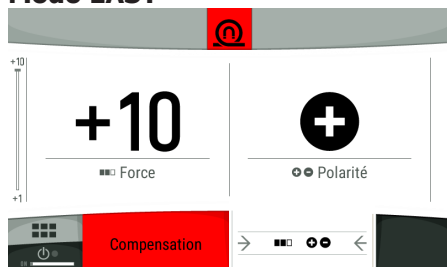 Mode EASY
+10
+10
Force
Polarité
+1
Compensation